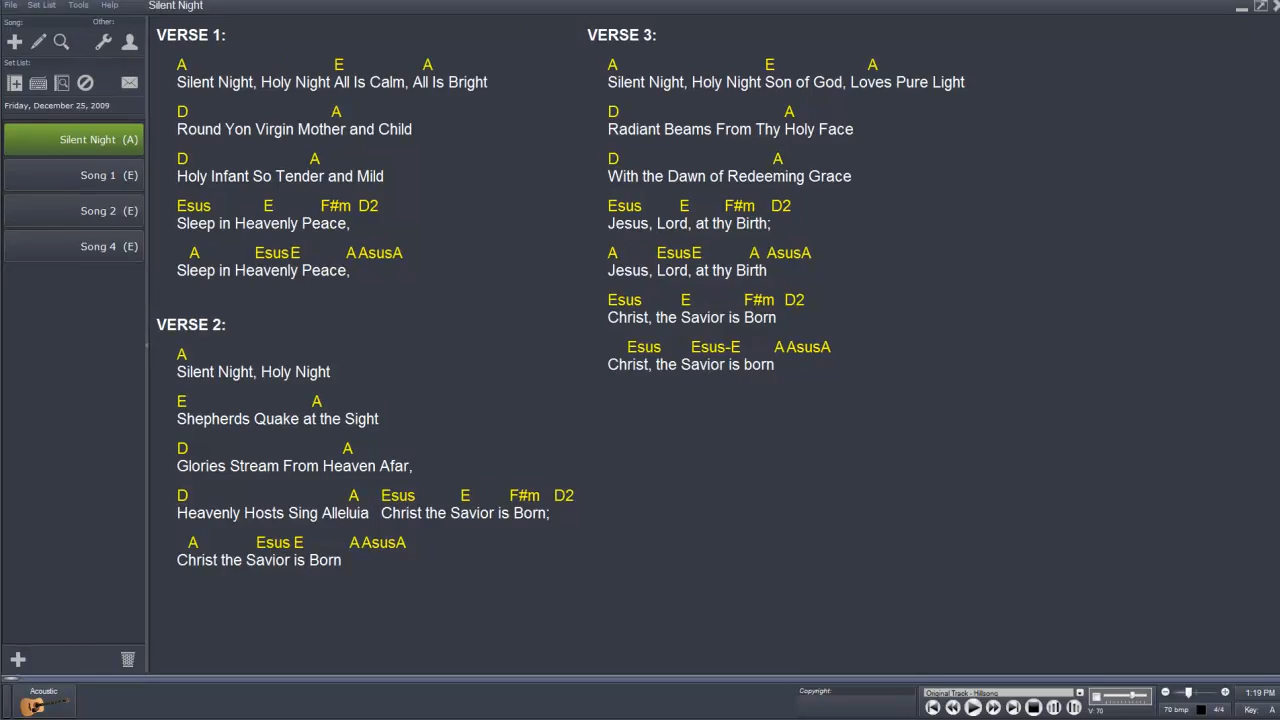 File Set List Tools Help Silent Night
Song: Other:
Set List:
Friday, December 25, 2009
Silent Night (A)
Song 1 (E)
Song 2 (E)
Song 4 (E)
VERSE 1:
A E A
Silent Night, Holy Night All Is Calm, All Is Bright
D A
Round Yon Virgin Mother and Child
D A
Holy Infant So Tender and Mild
Esus E F#m D2
Sleep in Heavenly Peace,
A Esus E A Asus A
Sleep in Heavenly Peace,
VERSE 2:
A
Silent Night, Holy Night
E A
Shepherds Quake at the Sight
D A
Glories Stream From Heaven Afar,
D A Esus E F#m D2
Heavenly Hosts Sing Alleluia Christ the Savior is Born;
A Esus E A Asus A
Christ the Savior is Born
VERSE 3:
A E A
Silent Night, Holy Night Son of God, Loves Pure Light
D A
Radiant Beams From Thy Holy Face
D A
With the Dawn of Redeeming Grace
Esus E F#m D2
Jesus, Lord, at thy Birth;
A Esus E A Asus A
Jesus, Lord, at thy Birth
Esus E F#m D2
Christ, the Savior is Born
Esus Esus-E A Asus A
Christ, the Savior is born
Acoustic
Copyright:
Original Track - Hillsong
V: 70
70 bmp 4/4
1:19 PM
Key: A